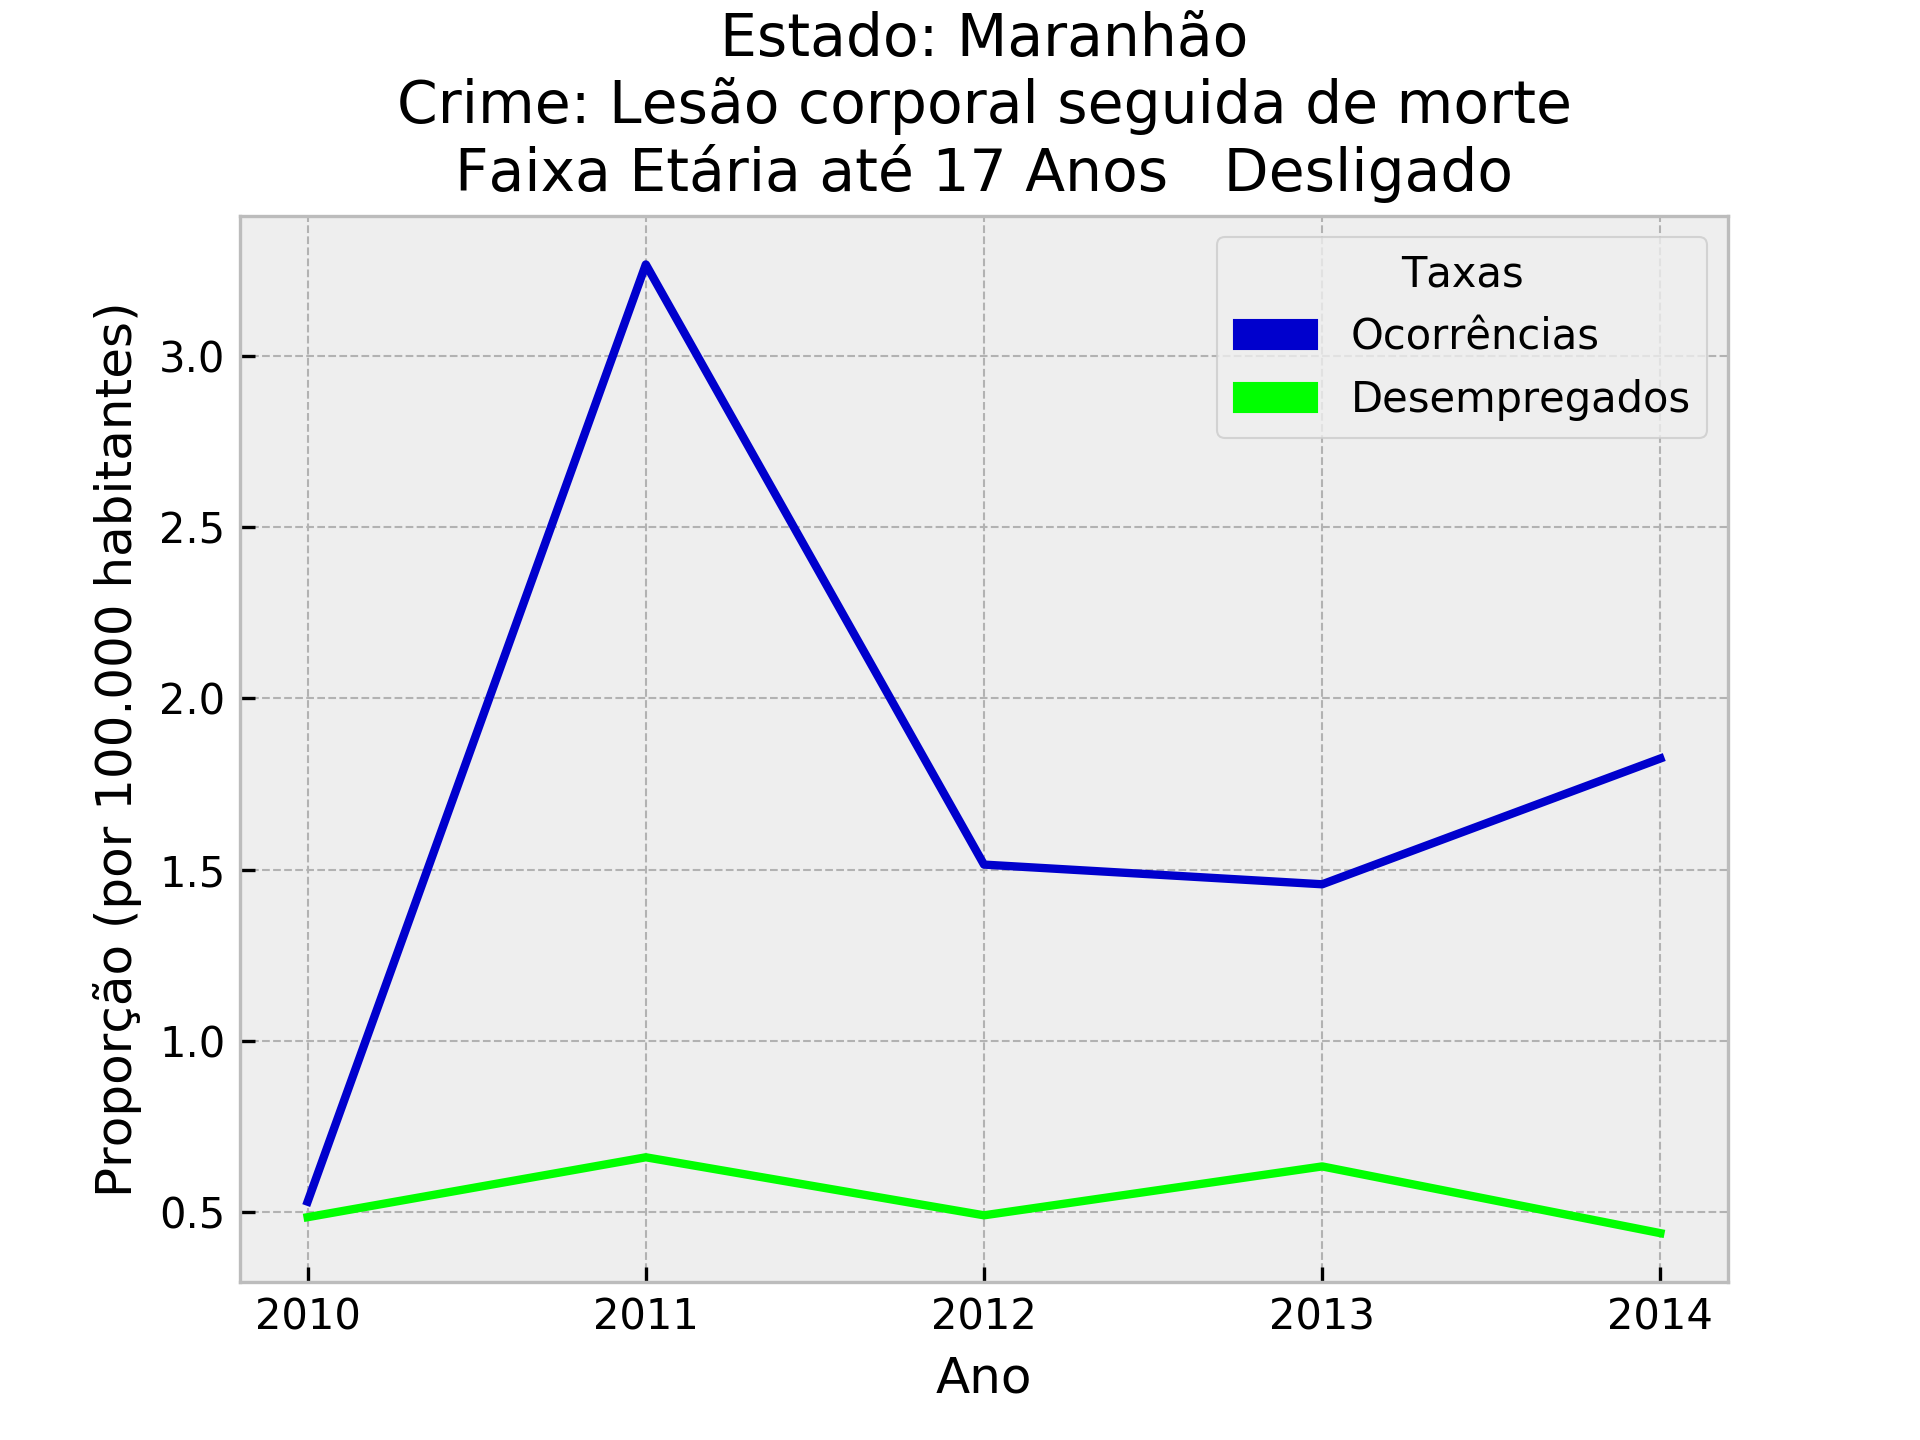 Estado: Maranhão
Crime: Lesão corporal seguida de morte
Faixa Etária até 17 Anos   Desligado
Taxas
Ocorrências
Desempregados
Proporção (por 100.000 habitantes)
3.0
2.5
2.0
1.5
1.0
0.5
2010 2011 2012 2013 2014
Ano